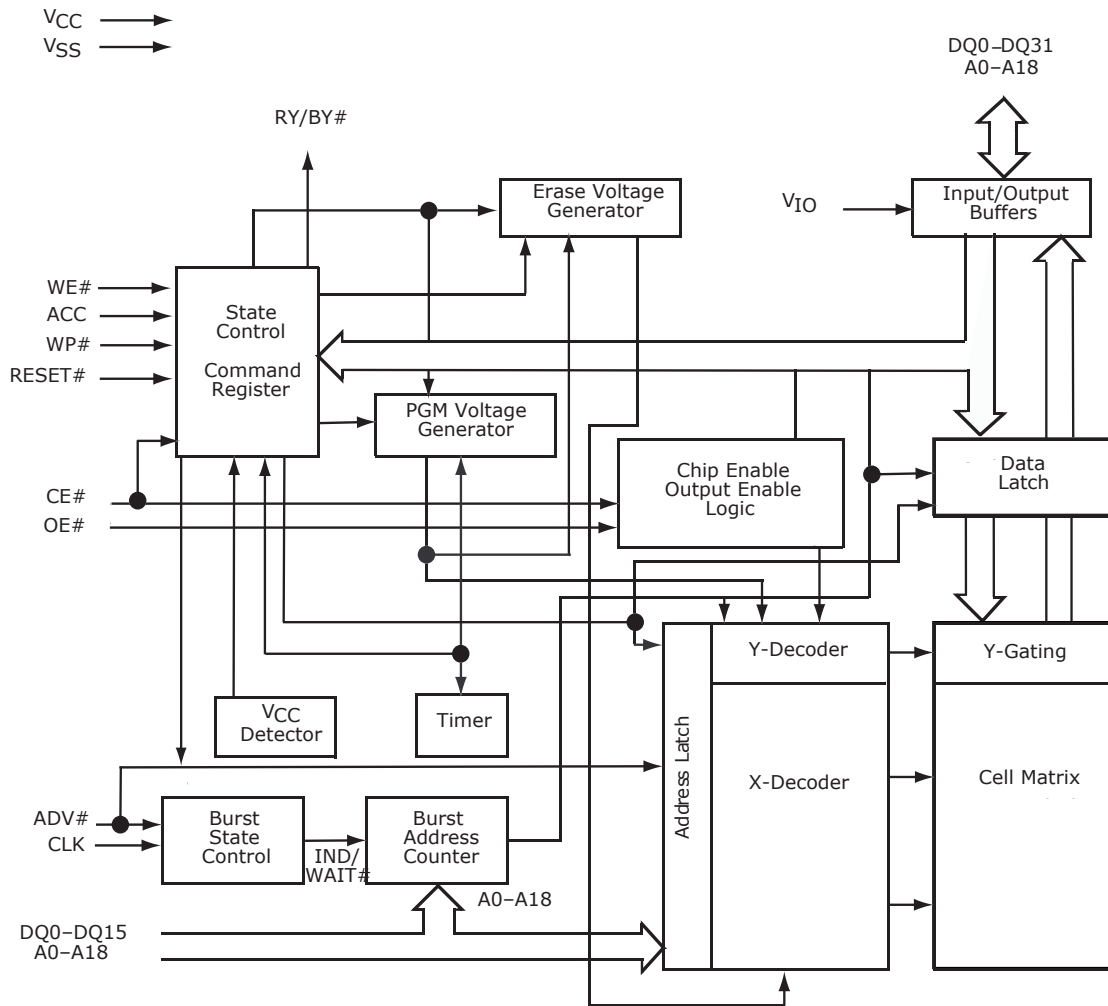 VCC
VSS
DQ0–DQ31
A0–A18
RY/BY#
Erase Voltage
Generator
VIO
Input/Output
Buffers
WE#
ACC
WP#
RESET#
State
Control
Command
Register
PGM Voltage
Generator
Chip Enable
Output Enable
Logic
Data
Latch
CE#
OE#
Y-Decoder
Y-Gating
VCC
Detector
Timer
Address Latch
X-Decoder
Cell Matrix
ADV#
CLK
Burst
State
Control
IND/
WAIT#
Burst
Address
Counter
A0–A18
DQ0–DQ15
A0–A18